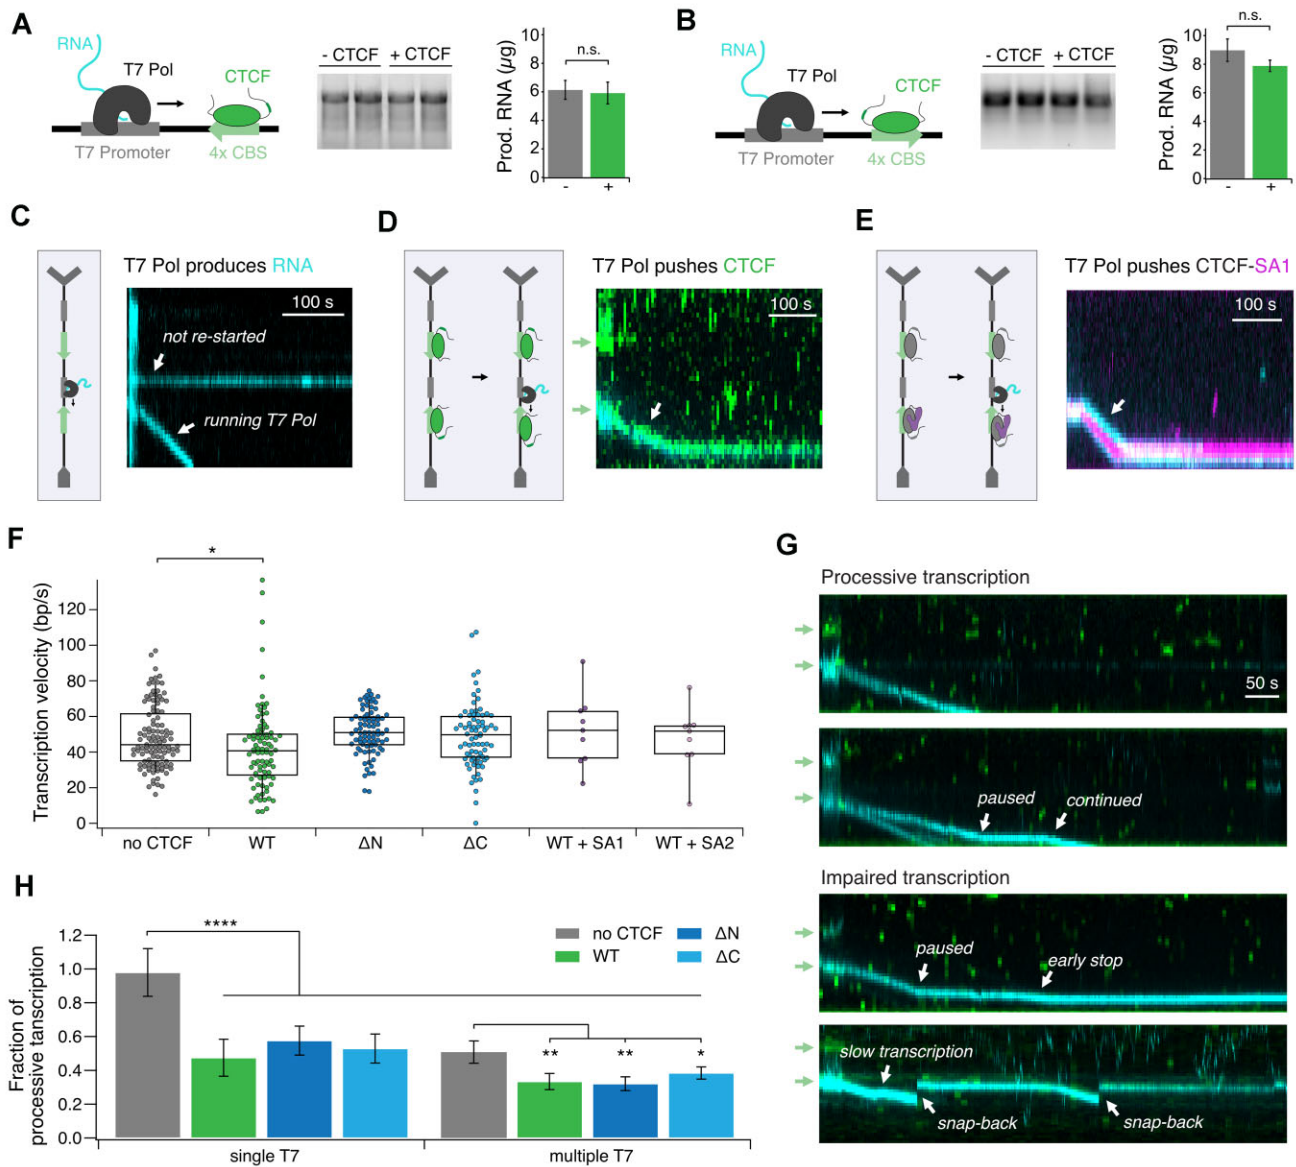 A
RNA
T7 Pol
CTCF
T7 Promoter
4x CBS
- CTCF
+ CTCF
Prod. RNA (µg)
10
8
6
4
2
0
n.s.
-
+
B
RNA
T7 Pol
CTCF
T7 Promoter
4x CBS
- CTCF
+ CTCF
Prod. RNA (µg)
10
8
6
4
2
0
n.s.
-
+
C
T7 Pol produces RNA
100 s
not re-started
running T7 Pol
D
T7 Pol pushes CTCF
100 s
E
T7 Pol pushes CTCF-SA1
100 s
F
Transcription velocity (bp/s)
120
100
80
60
40
20
0
*
no CTCF
WT
ΔN
ΔC
WT + SA1
WT + SA2
G
Processive transcription
50 s
paused
continued
Impaired transcription
paused
early stop
slow transcription
snap-back
snap-back
H
Fraction of
processive tanscription
1.2
1.0
0.8
0.6
0.4
0.2
0.0
****
no CTCF
WT
ΔN
ΔC
**
**
*
single T7
multiple T7